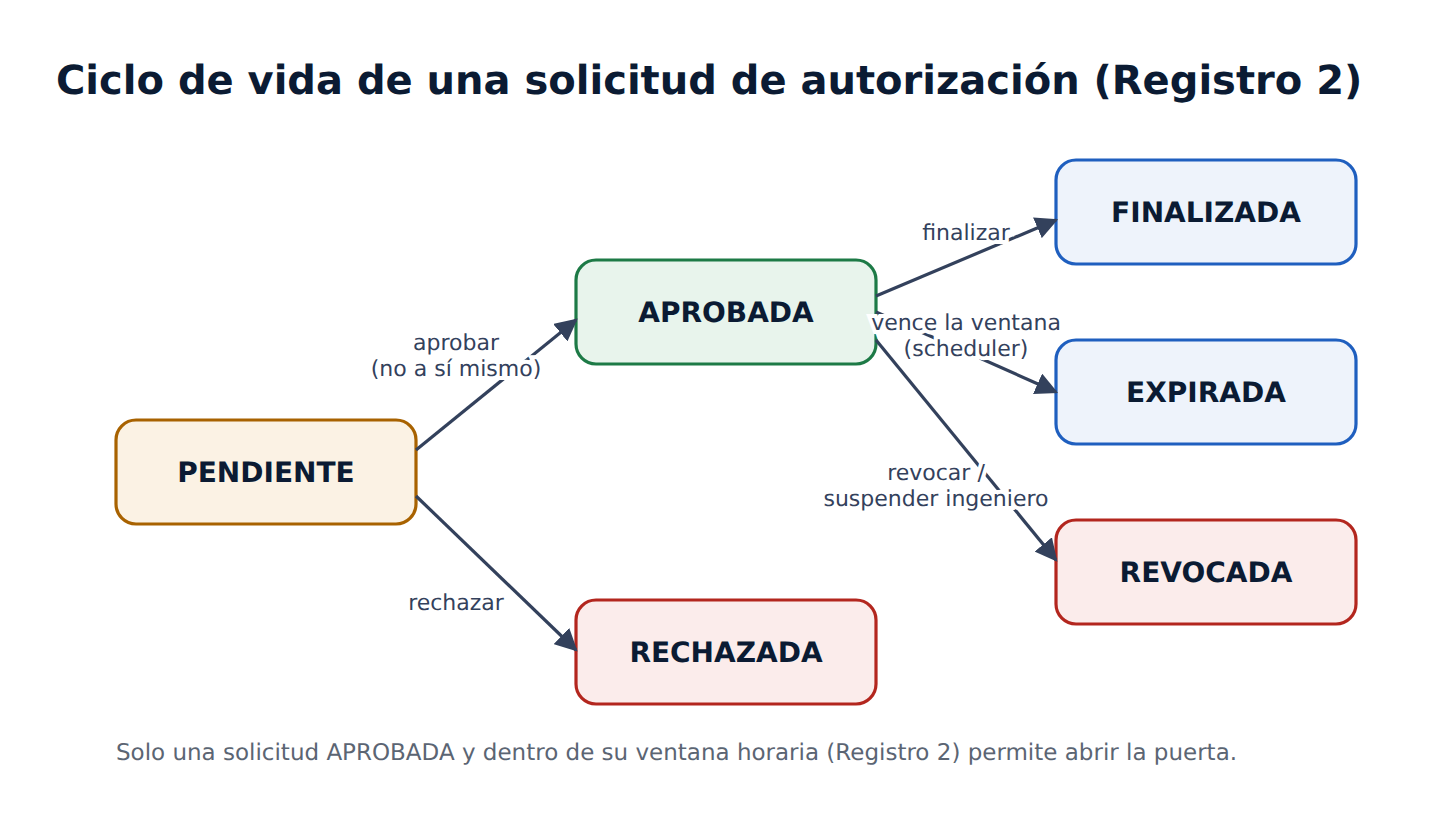 Ciclo de vida de una solicitud de autorización (Registro 2)
FINALIZADA
finalizar
APROBADA
vence la ventana
(scheduler)
aprobar
(no a sí mismo)
EXPIRADA
PENDIENTE
revocar /
suspender ingeniero
REVOCADA
rechazar
RECHAZADA
Solo una solicitud APROBADA y dentro de su ventana horaria (Registro 2) permite abrir la puerta.